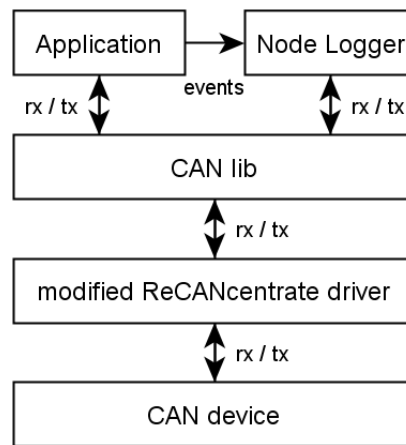 Application
Node Logger
events
rx / tx
rx / tx
CAN lib
rx / tx
modified ReCANcentrate driver
rx / tx
CAN device